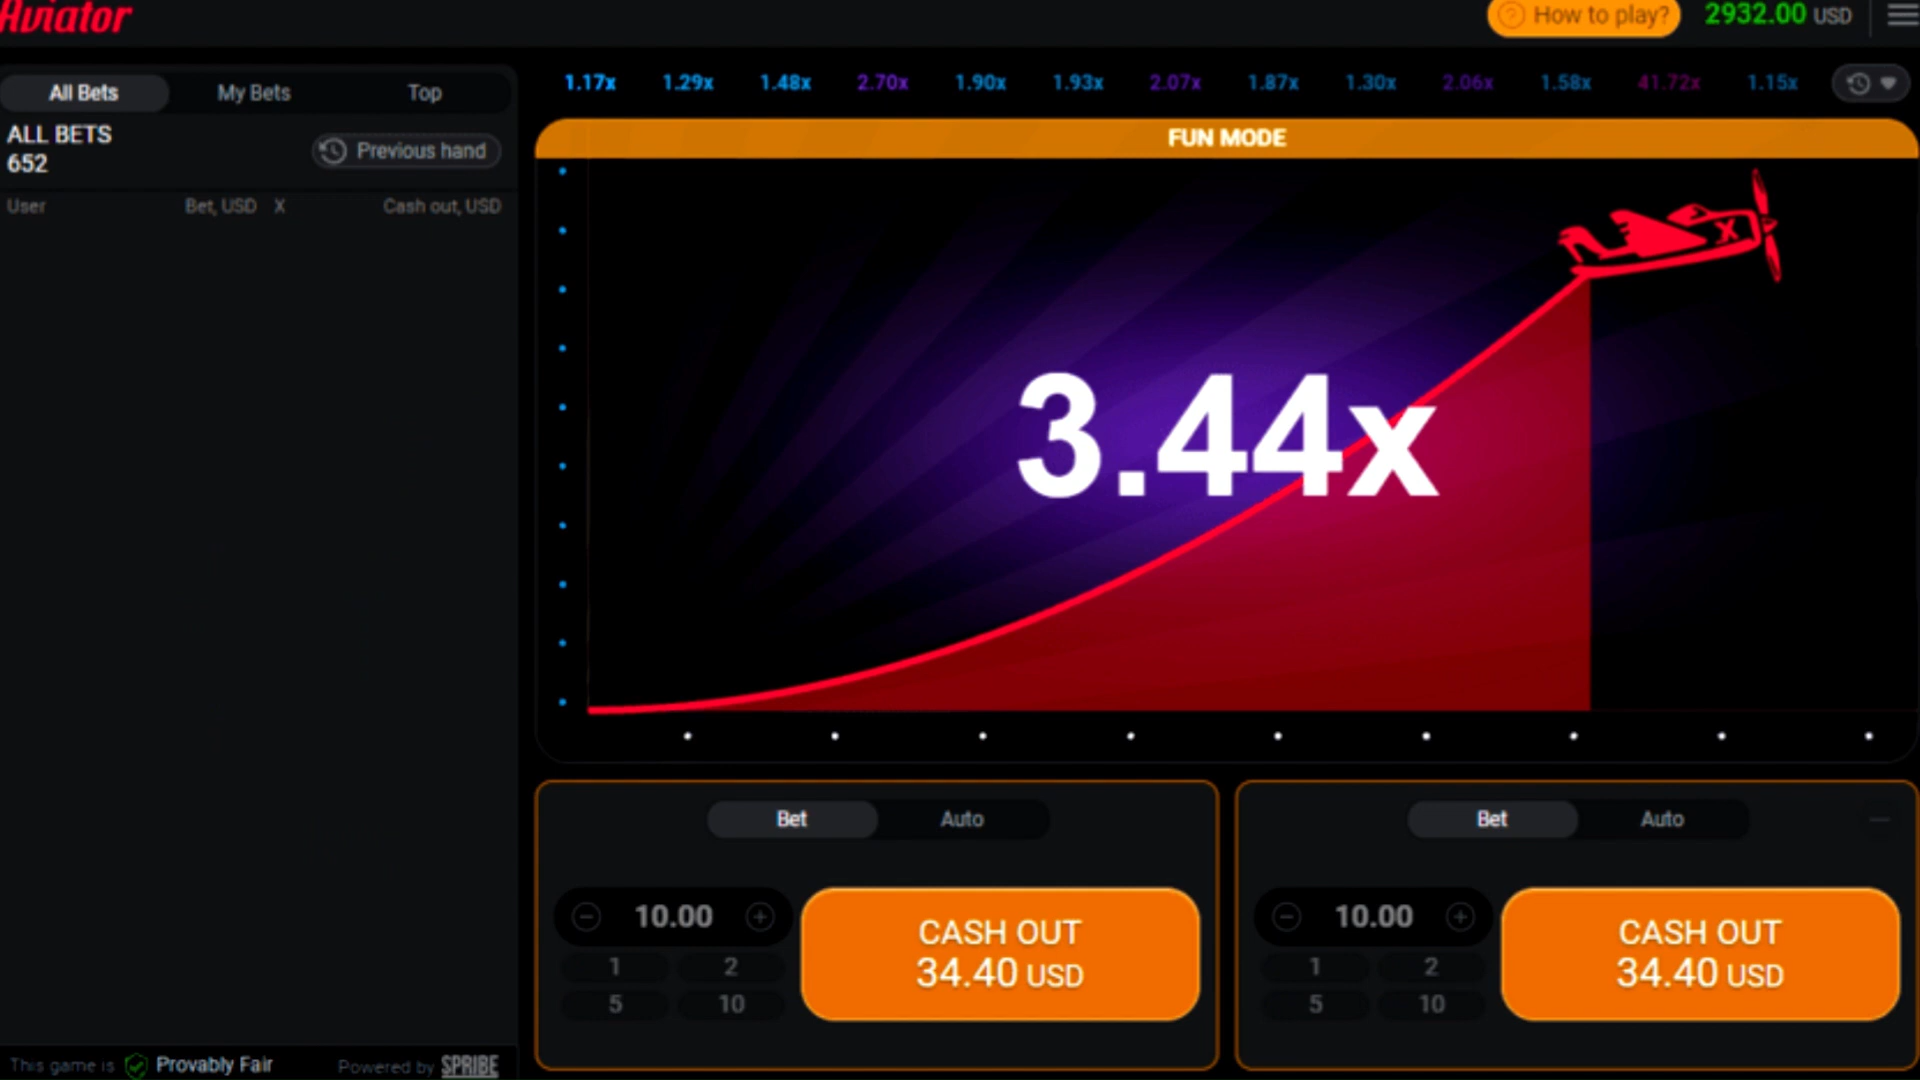 Aviator
How to play?
2932.00 USD
All Bets
My Bets
Top
1.17x
1.29x
1.48x
2.70x
1.90x
1.93x
2.07x
1.87x
1.30x
2.06x
1.58x
41.72x
1.15x
ALL BETS
652
Previous hand
User
Bet, USD X
Cash out, USD
FUN MODE
X
3.44x
Bet
Auto
10.00
1
2
5
10
CASH OUT
34.40 USD
Bet
Auto
10.00
1
2
5
10
CASH OUT
34.40 USD
This game is Provably Fair
Powered by SPRIBE